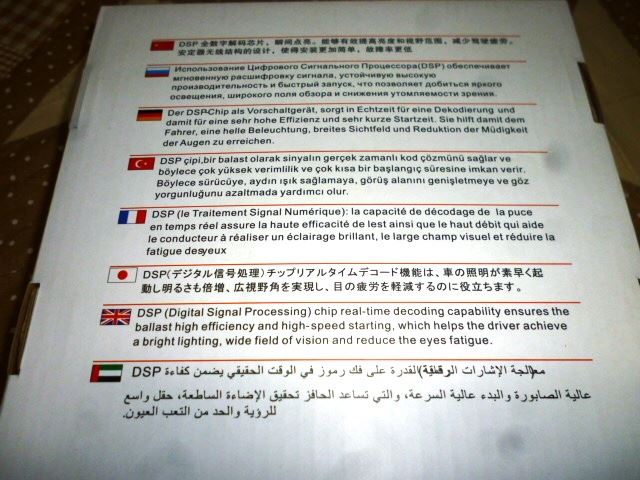 DSP 全数字解码芯片，瞬间点亮。能够有效提高亮度和视野范围，减少驾驶疲劳。
安定器无线结构的设计，使得安装更加简单，故障率更低
Использование Цифрового Сигнального Процессора(DSP) обеспечивает
мгновенную расшифровку сигнала, устойчивую высокую
производительность и быстрый запуск, что позволяет добиться яркого
освещения, широкого поля обзора и снижения утомляемости зрения.
Der DSP-Chip als Vorschaltgerät, sorgt in Echtzeit für eine Dekodierung und
damit für eine sehr hohe Effizienz und sehr kurze Startzeit. Sie hilft damit dem
Fahrer, eine helle Beleuchtung, breites Sichtfeld und Reduktion der Müdigkeit
der Augen zu erreichen.
DSP çipi,bir balast olarak sinyalın gerçek zamanlı kod çözmünü sağlar ve
böylece çok yüksek verimlilik ve çok kısa bir başlangıç süresine imkan verir.
Böylece sürücüye, aydın ışık sağlamaya, görüş alanını genişletmeye ve göz
yorgunluğunu azaltmada yardımcı olur.
DSP (le Traitement Signal Numérique): la capacité de décodage de la puce
en temps réel assure la haute efficacité de lest ainsi que le haut débit qui aide
le conducteur à réaliser un éclairage brillant, le large champ visuel et réduire la
fatigue desyeux
DSP(デジタル信号処理)チップリアルタイムデコード機能は、車の照明が素早く起
動し明るさも倍増、広視野角を実現し、目の疲労を軽減するのに役立ちます。
DSP (Digital Signal Processing) chip real-time decoding capability ensures the
ballast high efficiency and high-speed starting, which helps the driver achieve
a bright lighting, wide field of vision and reduce the eyes fatigue.
معالجة الإشارات الرقمية)القدرة على فك رموز في الوقت الحقيقي يضمن كفاءة DSP
عالية الصابورة والبدء عالية السرعة، والتي تساعد الحافز تحقيق الإضاءة الساطعة، حقل واسع
للرؤية والحد من التعب العيون.